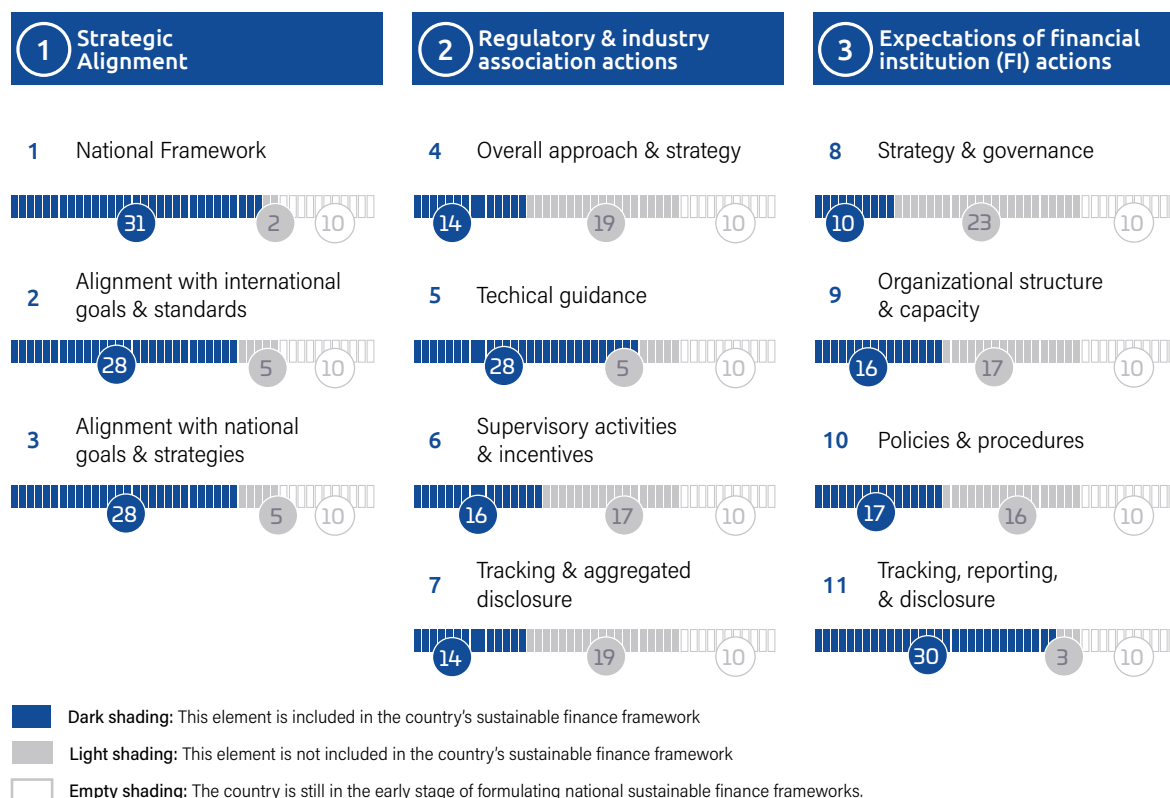 1 Strategic
Alignment
1 National Framework
31 2 10
2 Alignment with international
goals & standards
28 5 10
3 Alignment with national
goals & strategies
28 5 10
2 Regulatory & industry
association actions
4 Overall approach & strategy
14 19 10
5 Techical guidance
28 5 10
6 Supervisory activities
& incentives
16 17 10
7 Tracking & aggregated
disclosure
14 19 10
3 Expectations of financial
institution (FI) actions
8 Strategy & governance
10 23 10
9 Organizational structure
& capacity
16 17 10
10 Policies & procedures
17 16 10
11 Tracking, reporting,
& disclosure
30 3 10
Dark shading: This element is included in the country's sustainable finance framework
Light shading: This element is not included in the country's sustainable finance framework
Empty shading: The country is still in the early stage of formulating national sustainable finance frameworks.